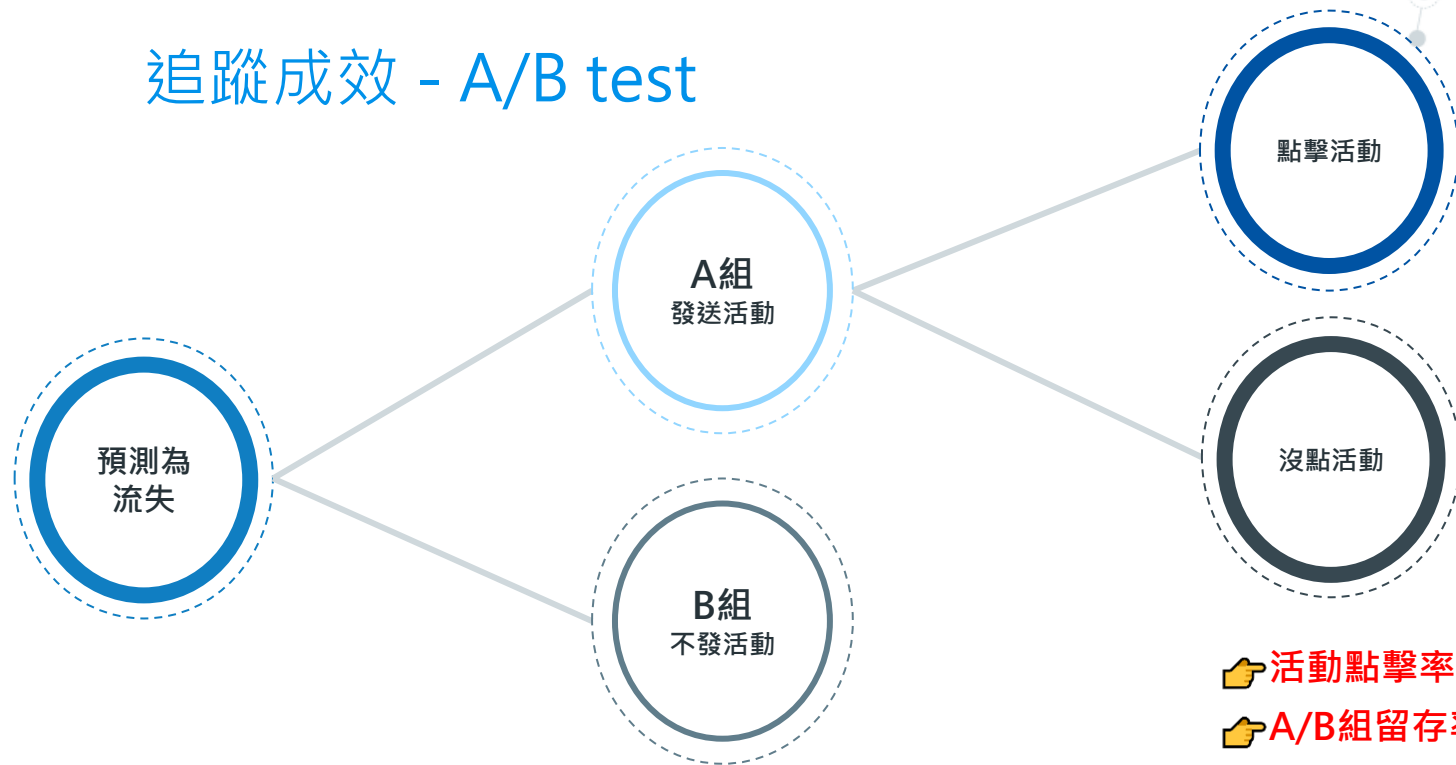 追蹤成效 - A/B test
點擊活動
A組
發送活動
預測為
流失
沒點活動
B組
不發活動
👉活動點擊率
👉A/B組留存率